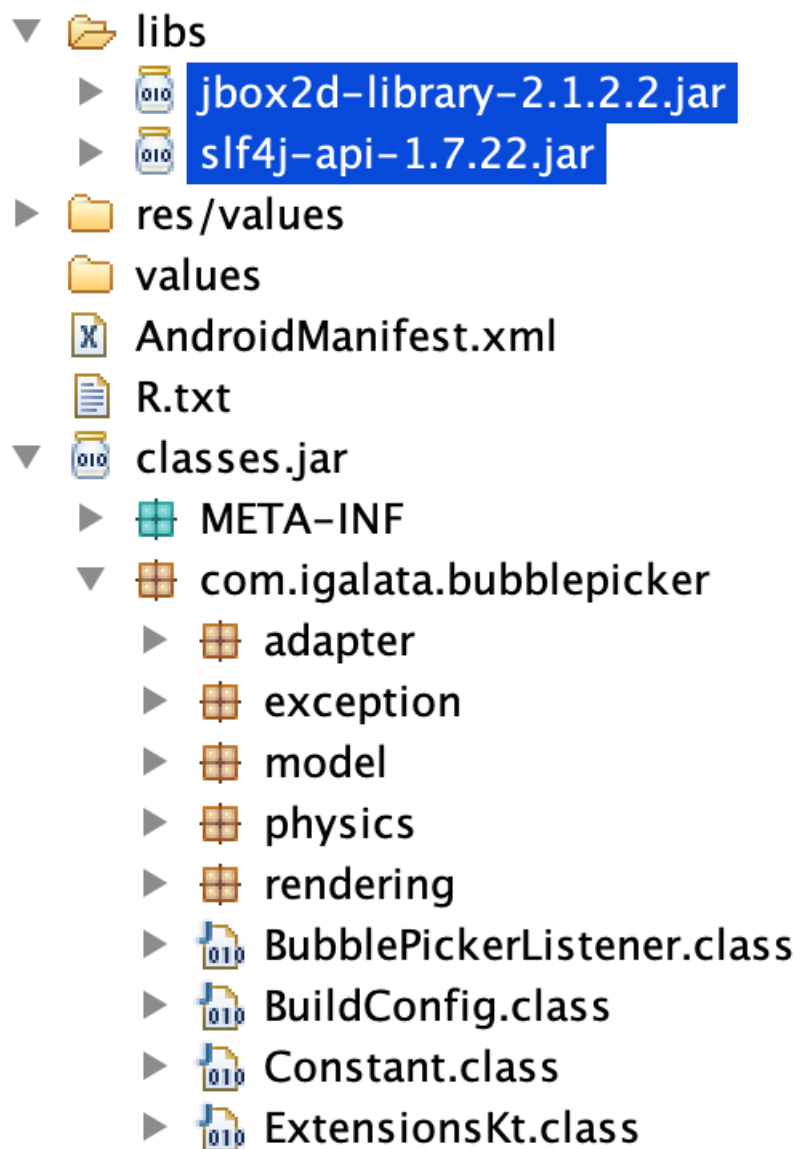 libs
jbox2d-library-2.1.2.2.jar
slf4j-api-1.7.22.jar
res/values
values
AndroidManifest.xml
R.txt
classes.jar
META-INF
com.igalata.bubblepicker
adapter
exception
model
physics
rendering
BubblePickerListener.class
BuildConfig.class
Constant.class
ExtensionsKt.class